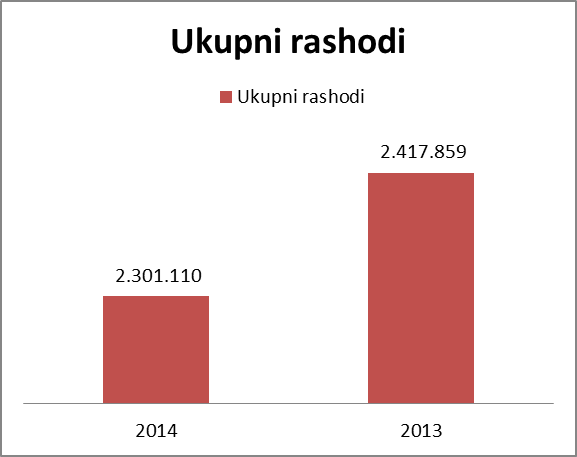 Ukupni rashodi
Ukupni rashodi
2.417.859
2.301.110
2014
2013